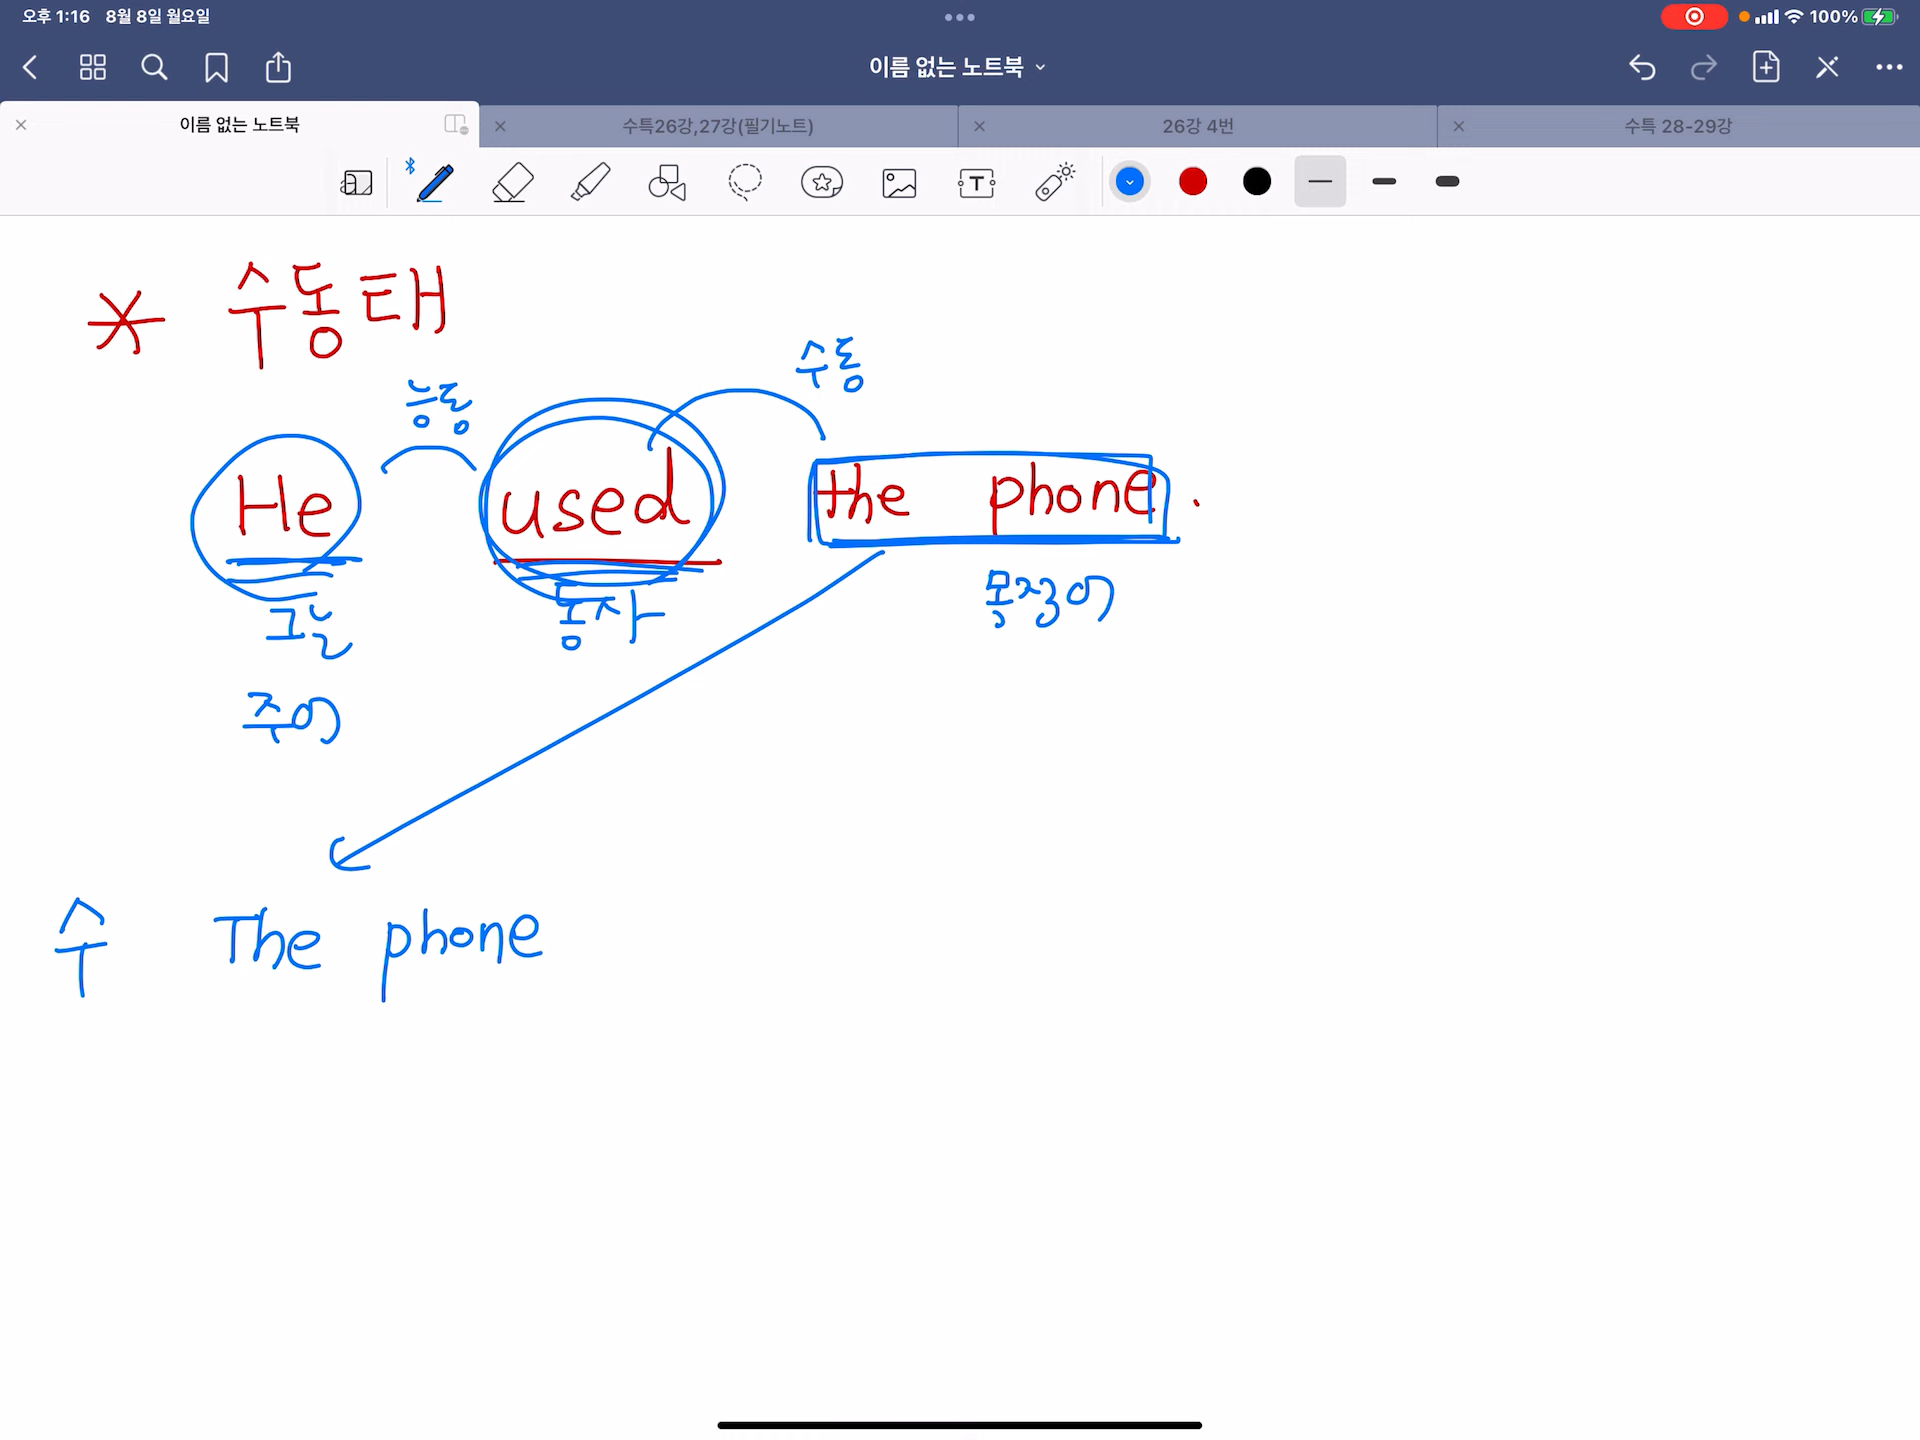 오후 1:16 8월 8일 월요일
100%
이름 없는 노트북
이름 없는 노트북
수특26강,27강(필기노트)
26강 4번
수특 28-29강
* 수동태
능동 수동
He used the phone.
그는 동사 목적어
주어
수 The phone